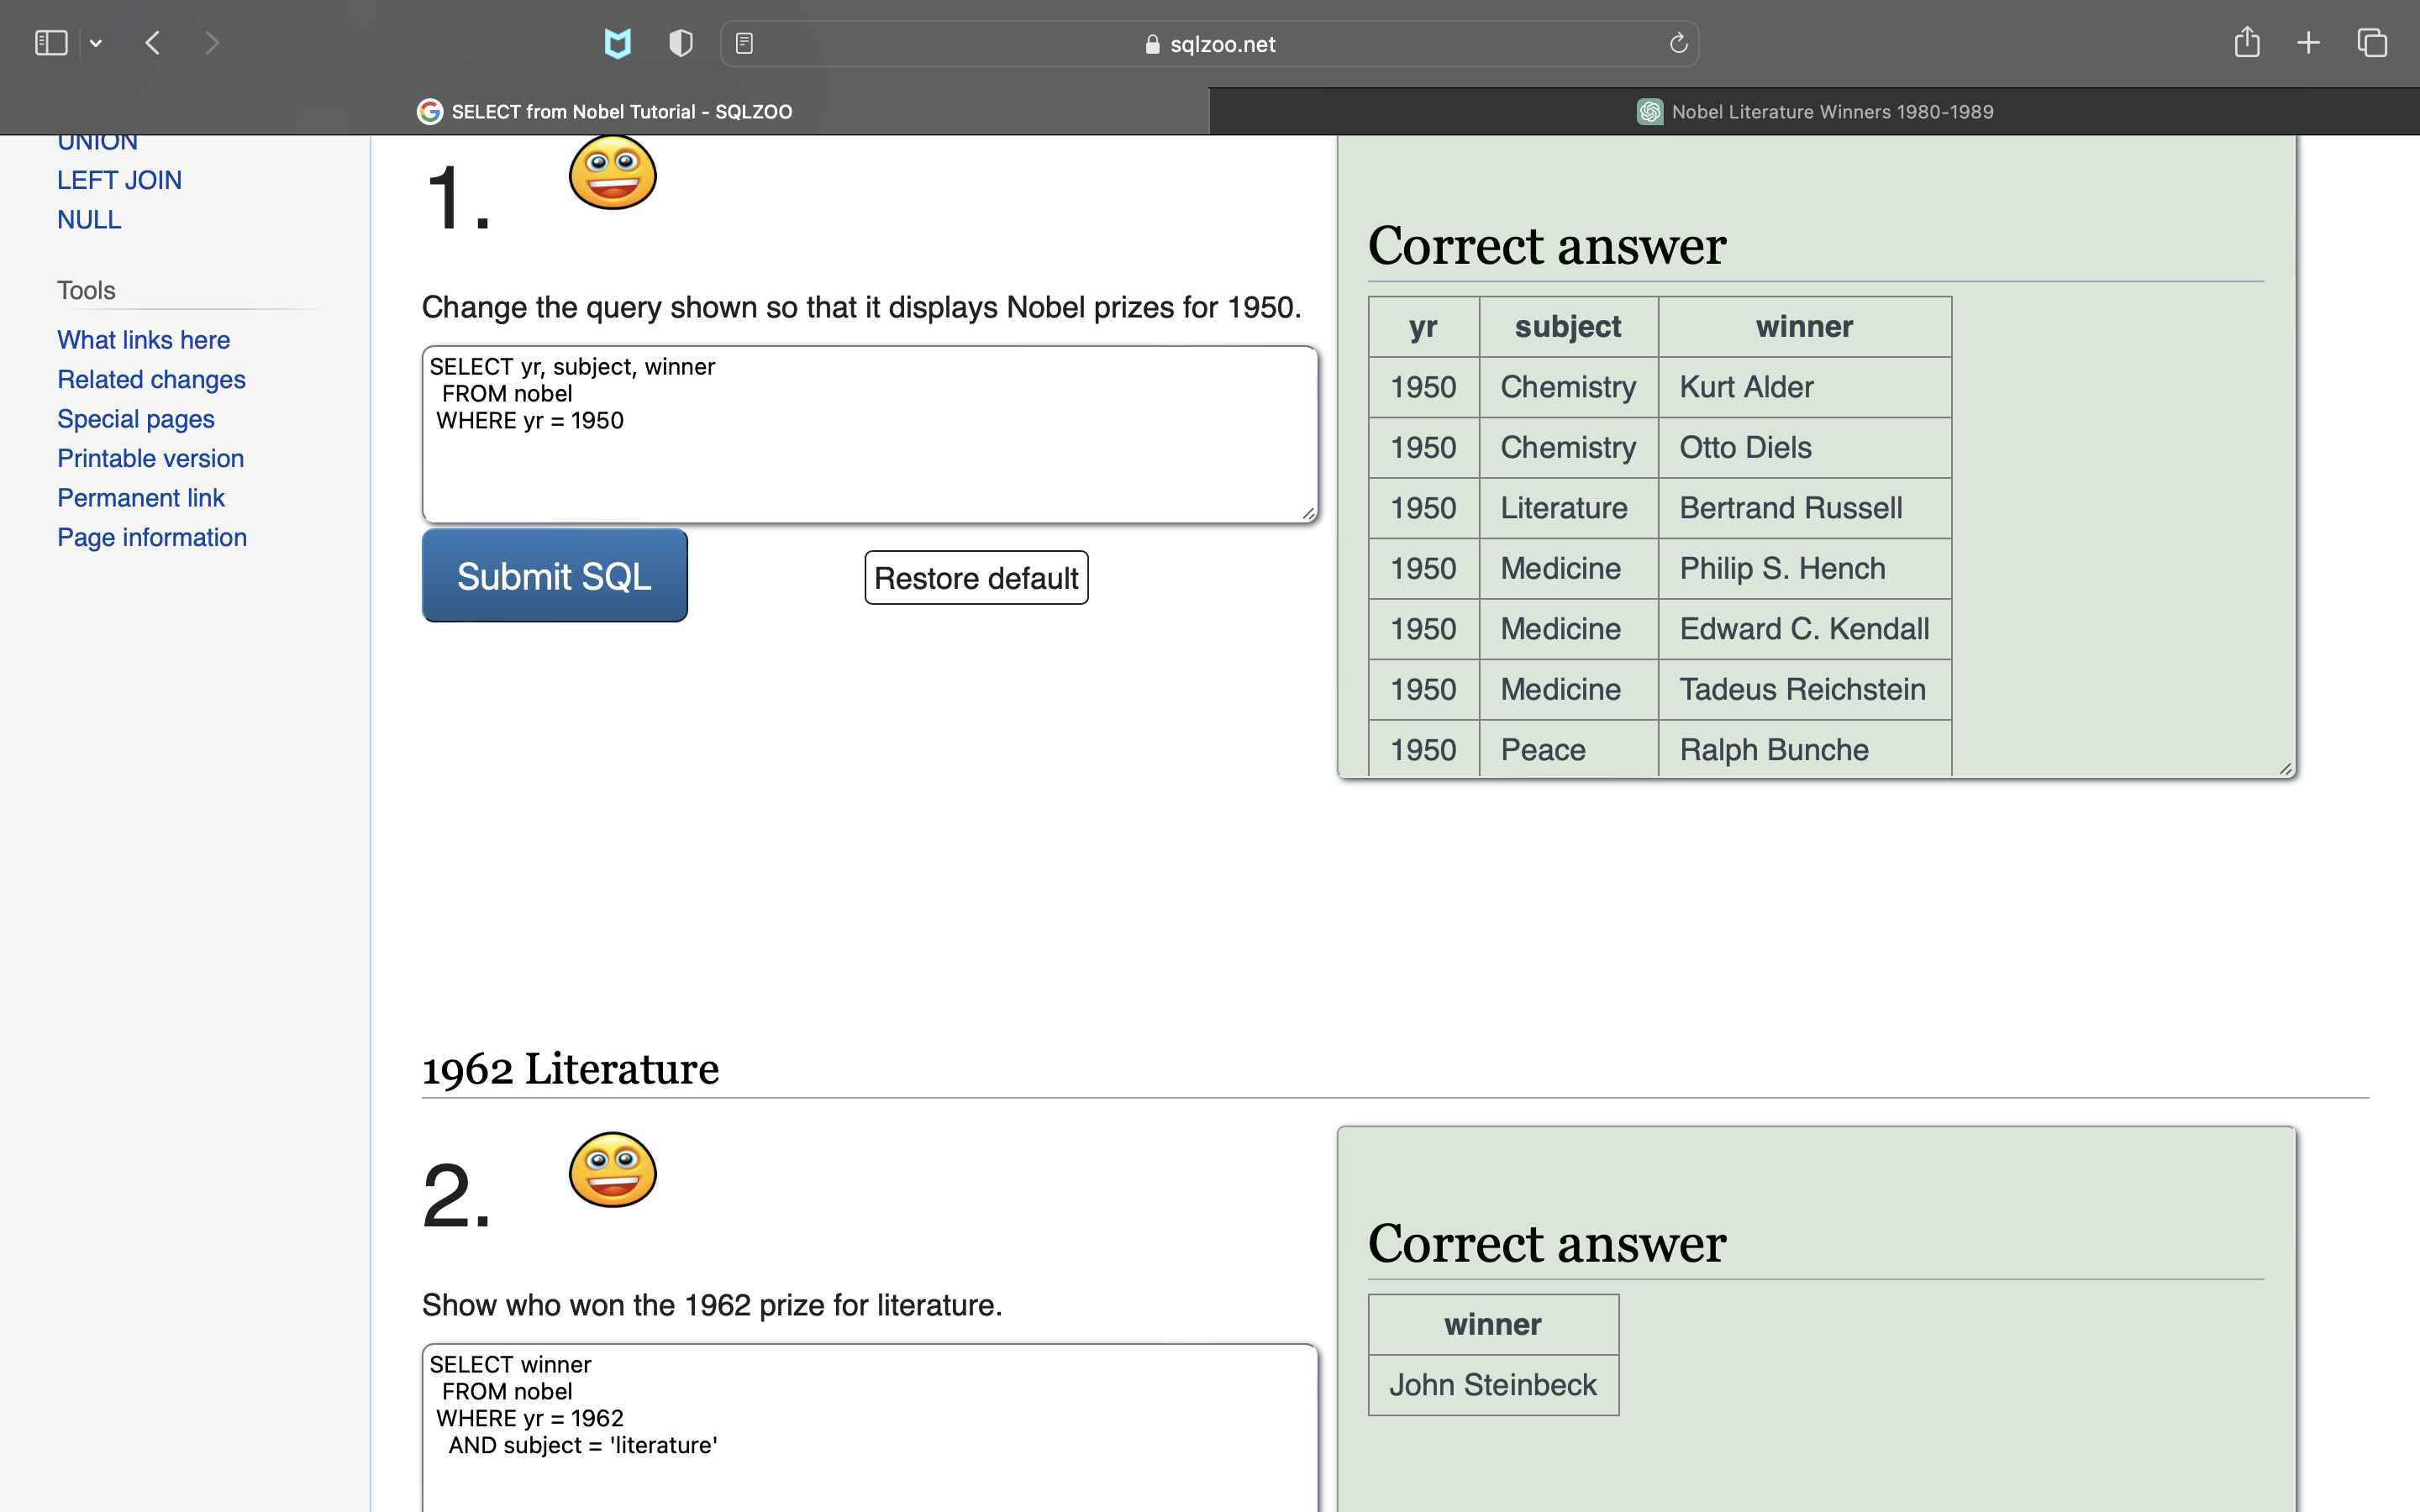 sqlzoo.net
SELECT from Nobel Tutorial - SQLZOO
Nobel Literature Winners 1980-1989
UNION
LEFT JOIN
NULL
Tools
What links here
Related changes
Special pages
Printable version
Permanent link
Page information
1.
Change the query shown so that it displays Nobel prizes for 1950.
SELECT yr, subject, winner
FROM nobel
WHERE yr = 1950
Submit SQL
Restore default
Correct answer
yr subject winner
1950 Chemistry Kurt Alder
1950 Chemistry Otto Diels
1950 Literature Bertrand Russell
1950 Medicine Philip S. Hench
1950 Medicine Edward C. Kendall
1950 Medicine Tadeus Reichstein
1950 Peace Ralph Bunche
1962 Literature
2.
Show who won the 1962 prize for literature.
SELECT winner
FROM nobel
WHERE yr = 1962
AND subject = 'literature'
Correct answer
winner
John Steinbeck